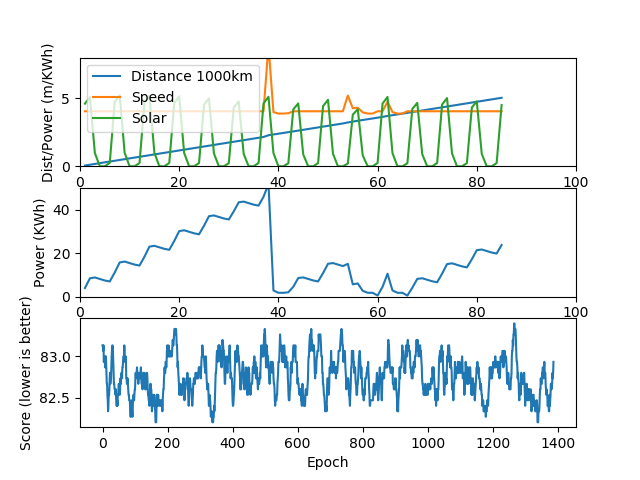 Dist/Power (m/KWh)
5
0
Distance 1000km
Speed
Solar
0 20 40 60 80 100
Power (KWh)
40
20
0
0 20 40 60 80 100
Score (lower is better)
83.0
82.5
0 200 400 600 800 1000 1200 1400
Epoch